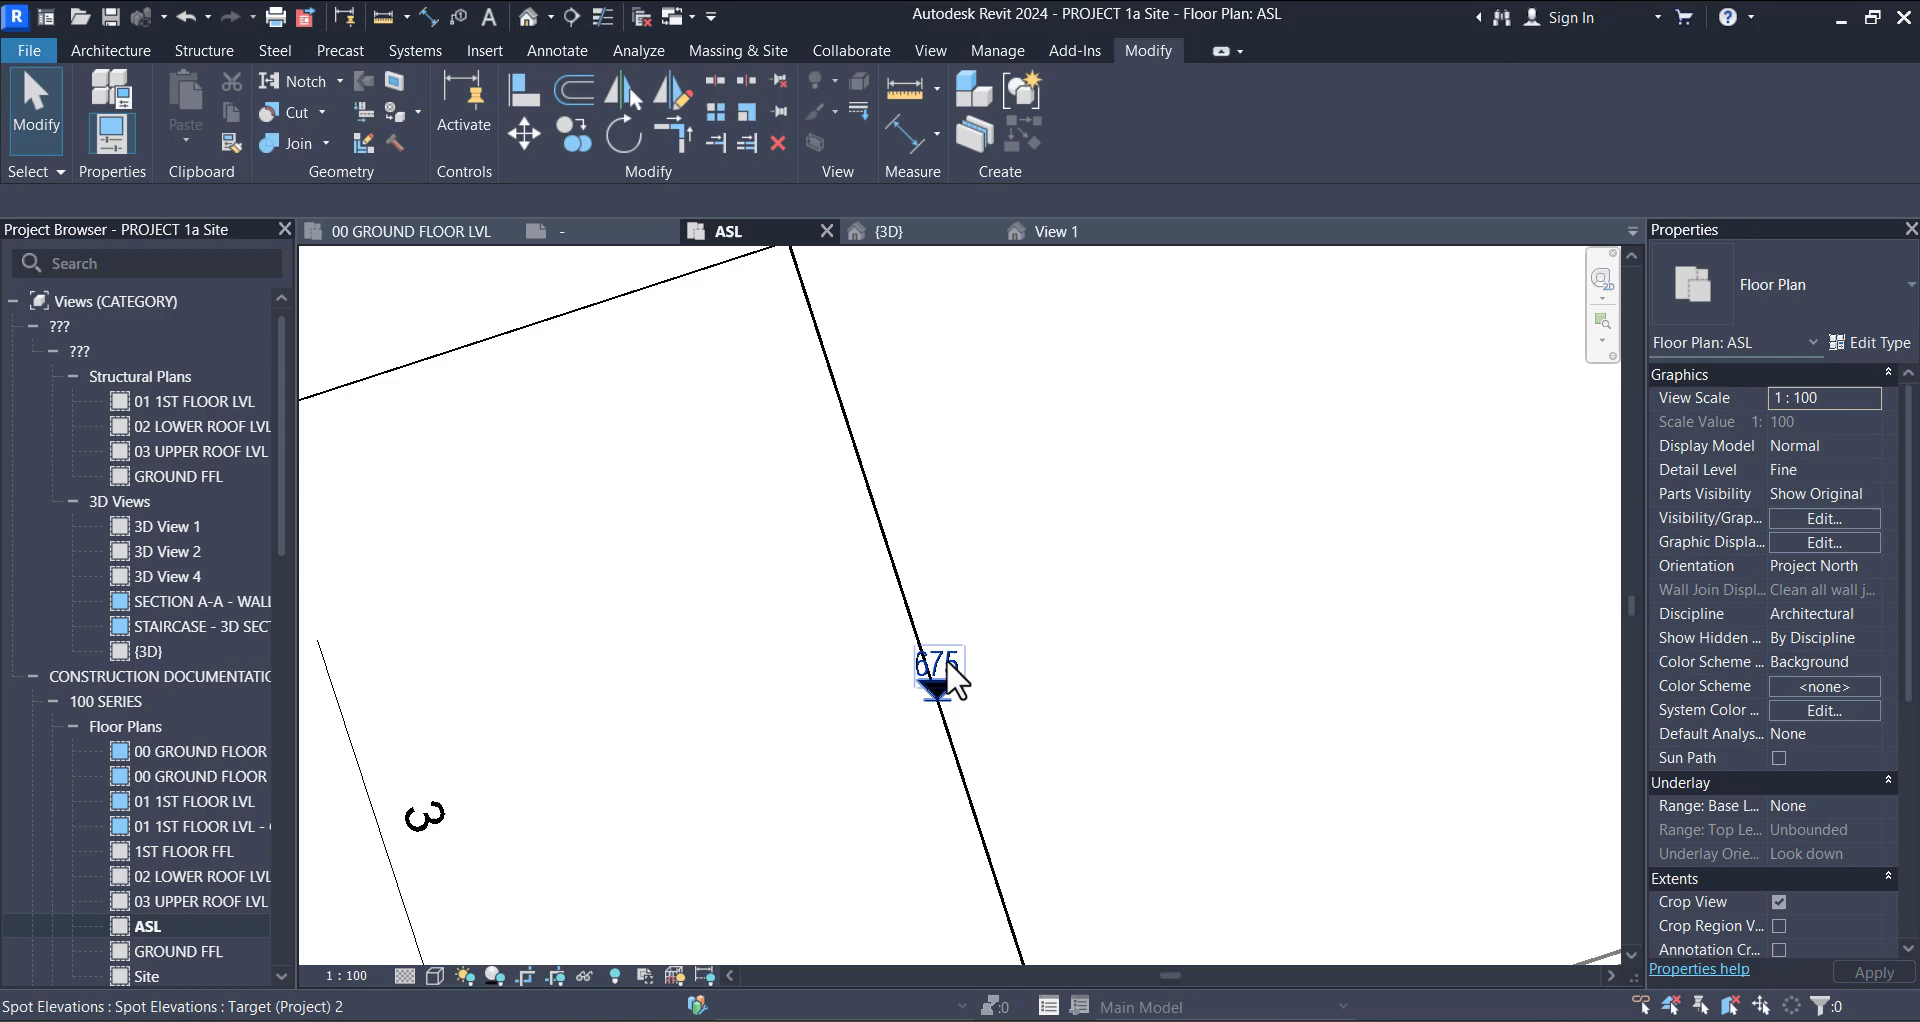 Autodesk Revit 2024 - PROJECT 1a Site - Floor Plan: ASL
Sign In
File Architecture Structure Steel Precast Systems Insert Annotate Analyze Massing & Site Collaborate View Manage Add-Ins Modify
Modify
Paste
Notch
Cut
Join
Activate
Select Properties Clipboard Geometry Controls Modify View Measure Create
Project Browser - PROJECT 1a Site
00 GROUND FLOOR LVL - ASL {3D} View 1
Search
Views (CATEGORY)
???
???
Structural Plans
01 1ST FLOOR LVL
02 LOWER ROOF LVL
03 UPPER ROOF LVL
GROUND FFL
3D Views
3D View 1
3D View 2
3D View 4
SECTION A-A - WALL
STAIRCASE - 3D SEC
{3D}
CONSTRUCTION DOCUMENTATIC
100 SERIES
Floor Plans
00 GROUND FLOOR
00 GROUND FLOOR
01 1ST FLOOR LVL
01 1ST FLOOR LVL -
1ST FLOOR FFL
02 LOWER ROOF LVL
03 UPPER ROOF LVL
ASL
GROUND FFL
Site
2D
675
3
Properties
Floor Plan
Floor Plan: ASL Edit Type
Graphics
View Scale 1 : 100
Scale Value 1: 100
Display Model Normal
Detail Level Fine
Parts Visibility Show Original
Visibility/Grap... Edit...
Graphic Displa... Edit...
Orientation Project North
Wall Join Displ... Clean all wall j...
Discipline Architectural
Show Hidden ... By Discipline
Color Scheme ... Background
Color Scheme <none>
System Color ... Edit...
Default Analys... None
Sun Path
Underlay
Range: Base L... None
Range: Top Le... Unbounded
Underlay Orie... Look down
Extents
Crop View
Crop Region V...
Annotation Cr...
Properties help Apply
1 : 100
Spot Elevations : Spot Elevations : Target (Project) 2
:0
Main Model
:0